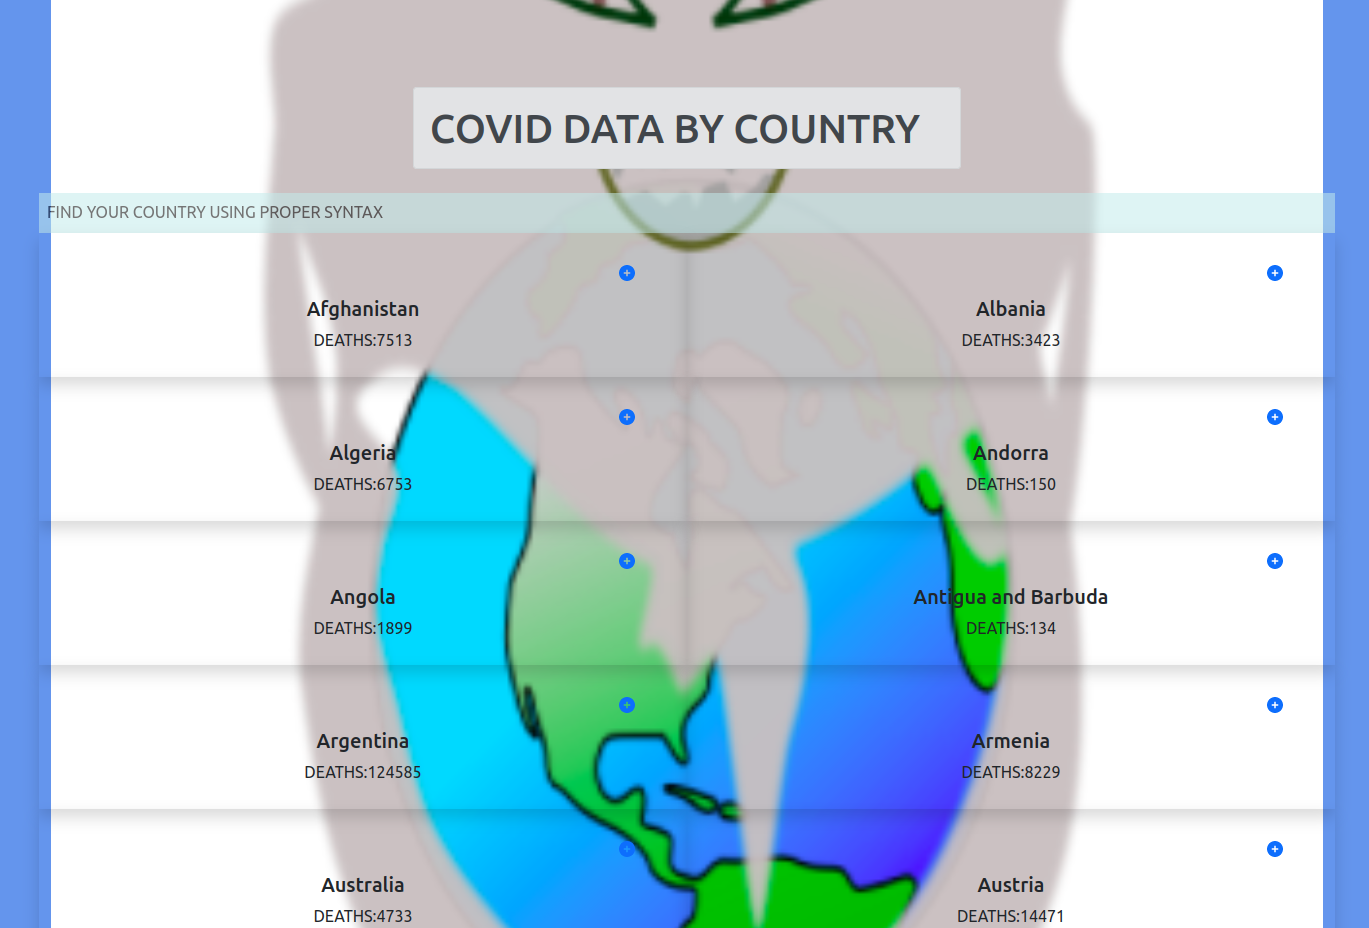 COVID DATA BY COUNTRY
FIND YOUR COUNTRY USING PROPER SYNTAX
Afghanistan
DEATHS:7513
Albania
DEATHS:3423
Algeria
DEATHS:6753
Andorra
DEATHS:150
Angola
DEATHS:1899
Antigua and Barbuda
DEATHS:134
Argentina
DEATHS:124585
Armenia
DEATHS:8229
Australia
DEATHS:4733
Austria
DEATHS:14471